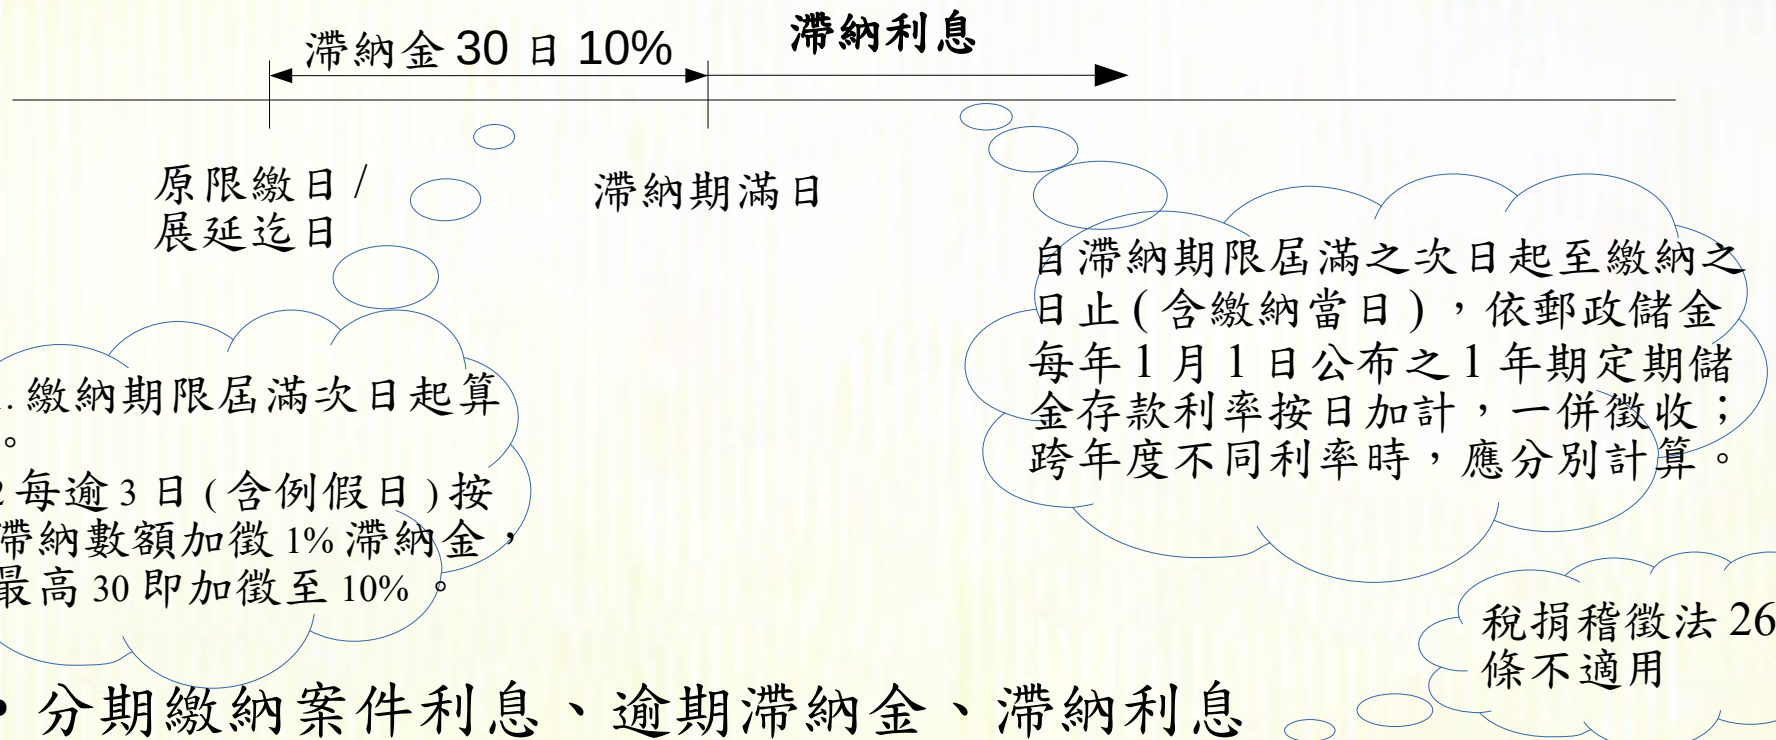 滯納金 30 日 10%
滯納利息
原限繳日 /
展延迄日
滯納期滿日
自滯納期限屆滿之次日起至繳納之
日止 ( 含繳納當日 ) ，依郵政儲金
每年 1 月 1 日公布之 1 年期定期儲
金存款利率按日加計，一併徵收；
跨年度不同利率時，應分別計算。
. 繳納期限屆滿次日起算
。
2 每逾 3 日 ( 含例假日 ) 按
滯納數額加徵 1% 滯納金，
最高 30 即加徵至 10% 。
稅捐稽徵法 26
條不適用
• 分期繳納案件利息、逾期滯納金、滯納利息